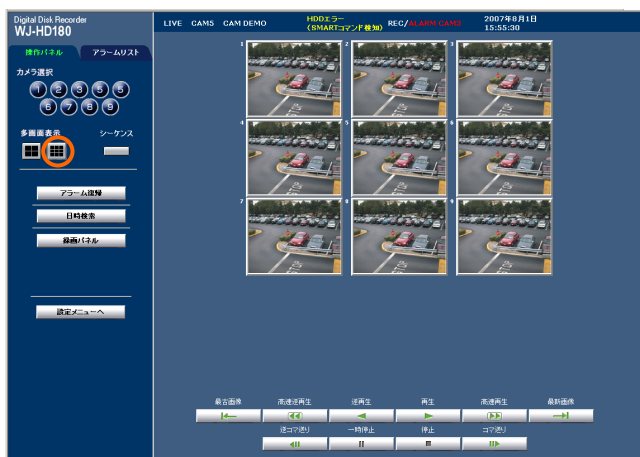 Digital Disk Recorder
WJ-HD180
LIVE CAM5 CAM DEMO
HDDエラー
(SMARTコマンド検知)
REC/ALARM CAM3
2007年8月1日
15:55:30
操作パネル アラームリスト
カメラ選択
1 2 3 5 5
6 7 8 9
多画面表示 シーケンス
アラーム復帰
日時検索
録画パネル
設定メニューへ
1 2 3
4 5 6
7 8 9
最古画像 高速逆再生 逆再生 再生 高速再生 最新画像
逆コマ送り 一時停止 停止 コマ送り